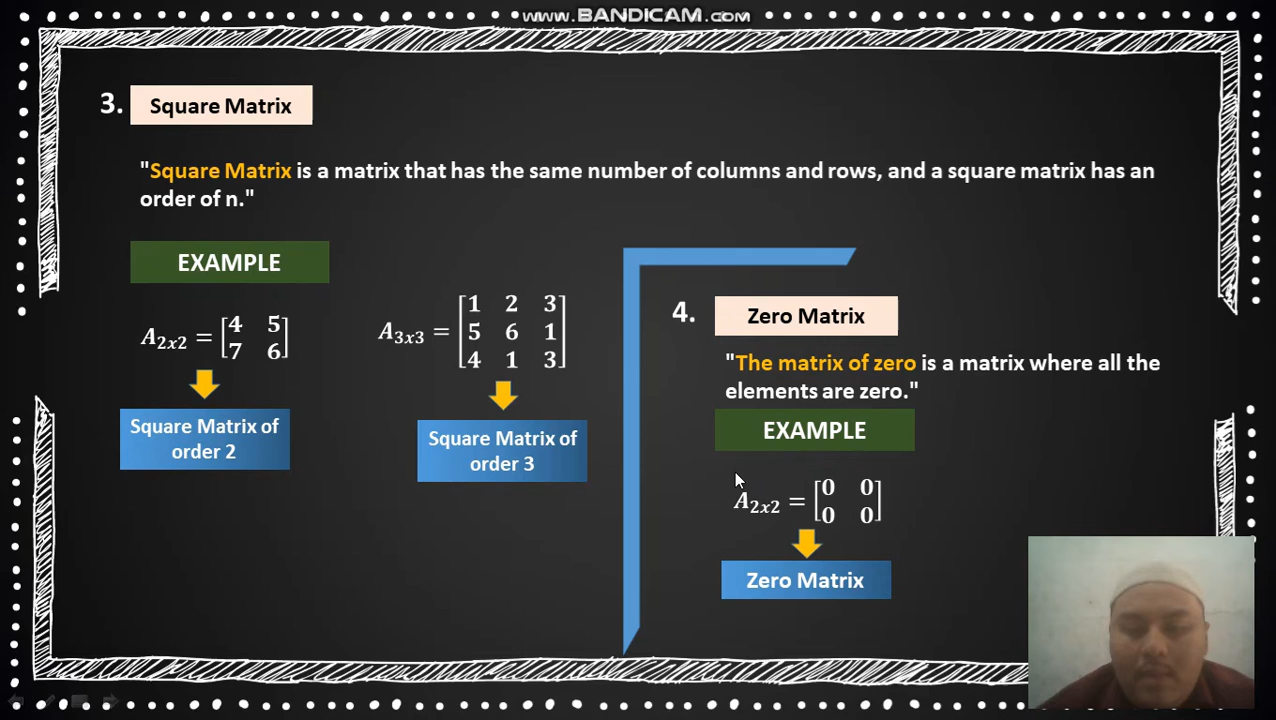 www.BANDICAM.com
3. Square Matrix
"Square Matrix is a matrix that has the same number of columns and rows, and a square matrix has an
order of n."
EXAMPLE
A2x2 = [4 5
7 6]
Square Matrix of
order 2
A3x3 = [1 2 3
5 6 1
4 1 3]
Square Matrix of
order 3
4. Zero Matrix
"The matrix of zero is a matrix where all the
elements are zero."
EXAMPLE
A2x2 = [0 0
0 0]
Zero Matrix